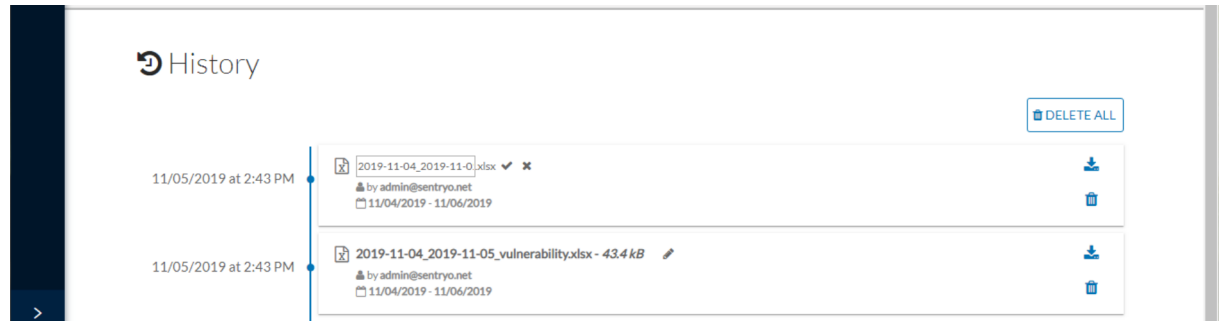 History
DELETE ALL
11/05/2019 at 2:43 PM
2019-11-04_2019-11-0 .xlsx
by admin@sentryo.net
11/04/2019 - 11/06/2019
11/05/2019 at 2:43 PM
2019-11-04_2019-11-05_vulnerability.xlsx - 43.4 kB
by admin@sentryo.net
11/04/2019 - 11/06/2019